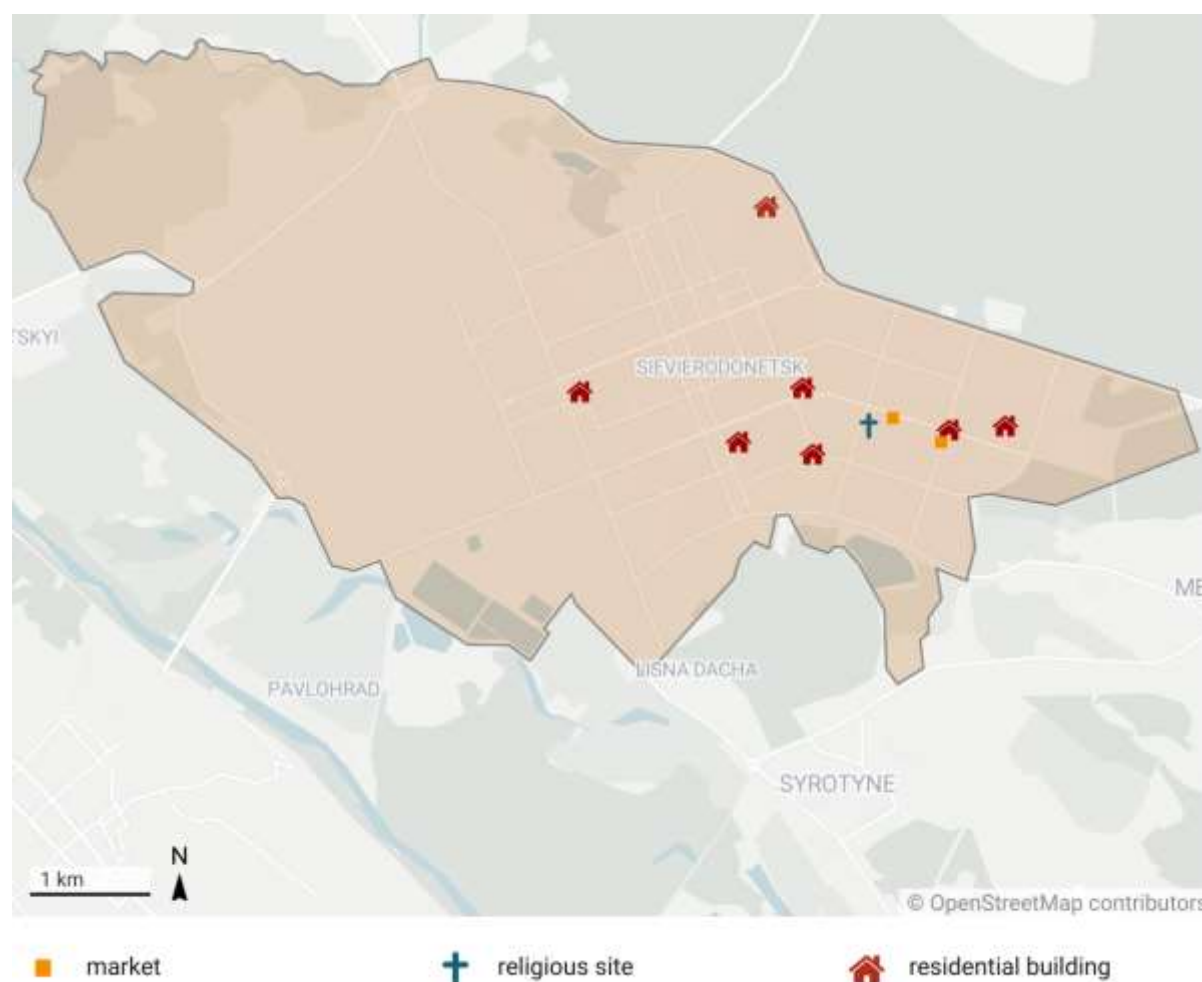 TSKYI
SIEVIERODONETSK
LISNA DACHA
ME
PAVLOHRAD
SYROTYNE
N
1 km
© OpenStreetMap contributors
market
religious site
residential building